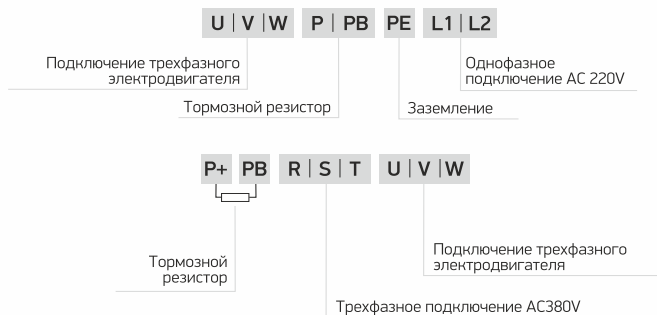 U | V | W P | PB PE L1 | L2
Подключение трехфазного
электродвигателя
Однофазное
подключение AC 220V
Тормозной резистор
Заземление
P+ PB R | S | T U | V | W
Тормозной
резистор
Подключение трехфазного
электродвигателя
Трехфазное подключение AC380V